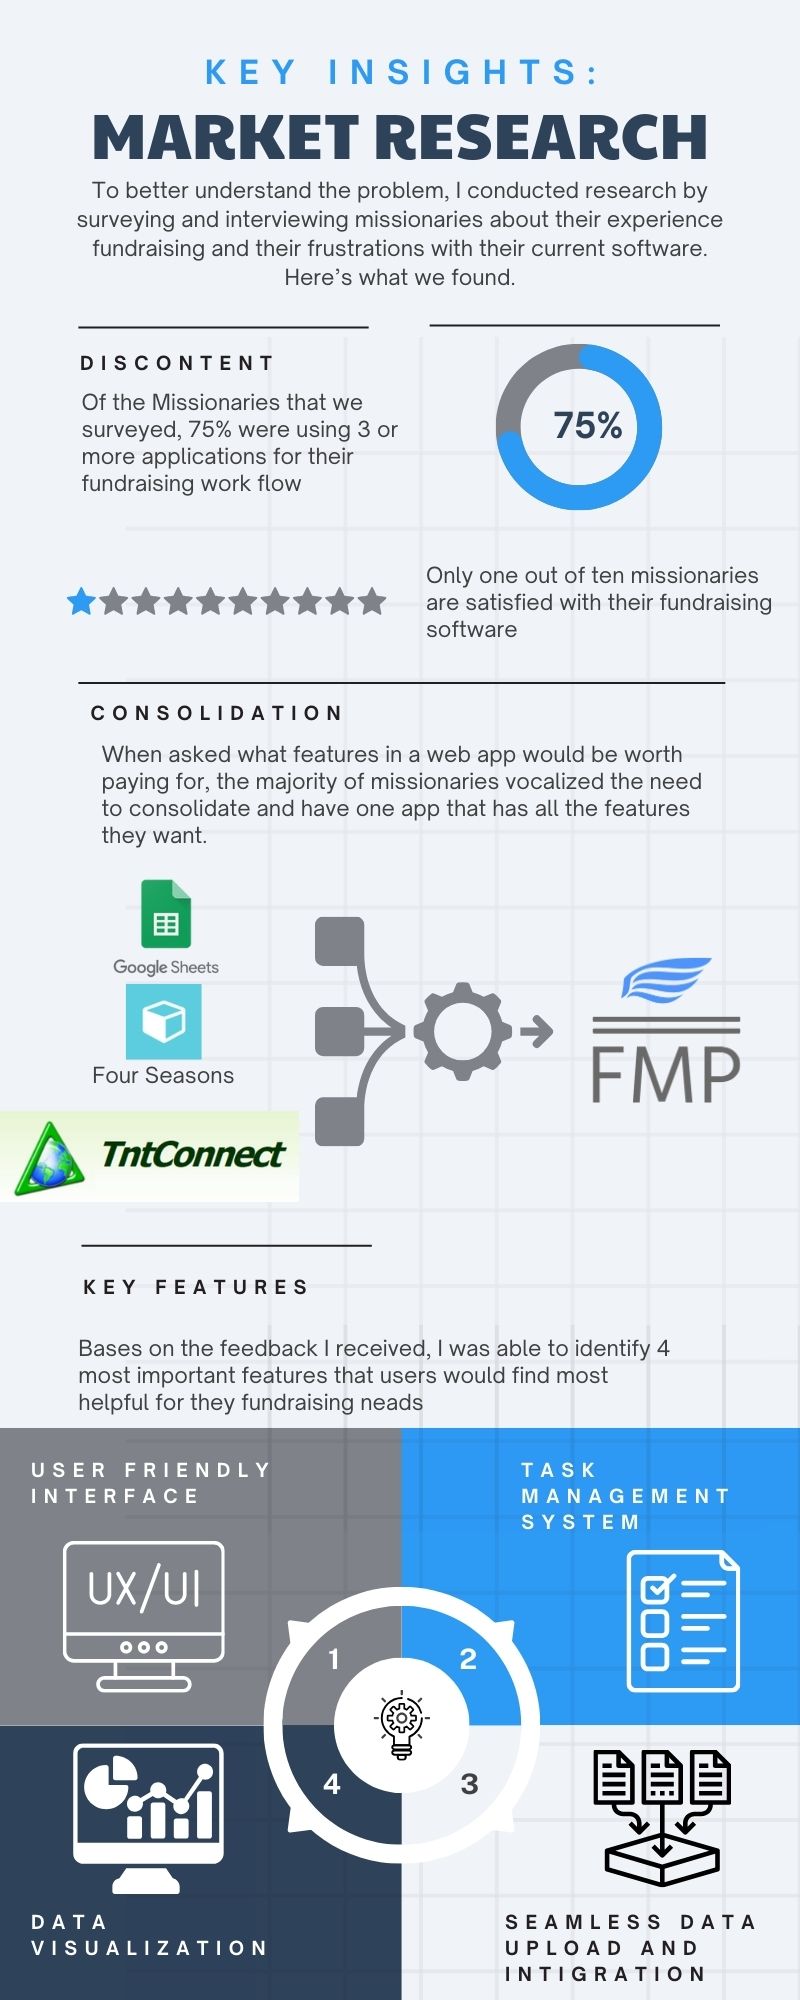 KEY INSIGHTS:
MARKET RESEARCH
To better understand the problem, I conducted research by
surveying and interviewing missionaries about their experience
fundraising and their frustrations with their current software.
Here's what we found.
DISCONTENT
Of the Missionaries that we
surveyed, 75% were using 3 or
more applications for their
fundraising work flow
75%
Only one out of ten missionaries
are satisfied with their fundraising
software
CONSOLIDATION
When asked what features in a web app would be worth
paying for, the majority of missionaries vocalized the need
to consolidate and have one app that has all the features
they want.
Google Sheets
Four Seasons
TntConnect
FMP
KEY FEATURES
Bases on the feedback I received, I was able to identify 4
most important features that users would find most
helpful for they fundraising neads
USER FRIENDLY
INTERFACE
UX/UI
TASK
MANAGEMENT
SYSTEM
1
2
4
3
DATA
VISUALIZATION
SEAMLESS DATA
UPLOAD AND
INTIGRATION